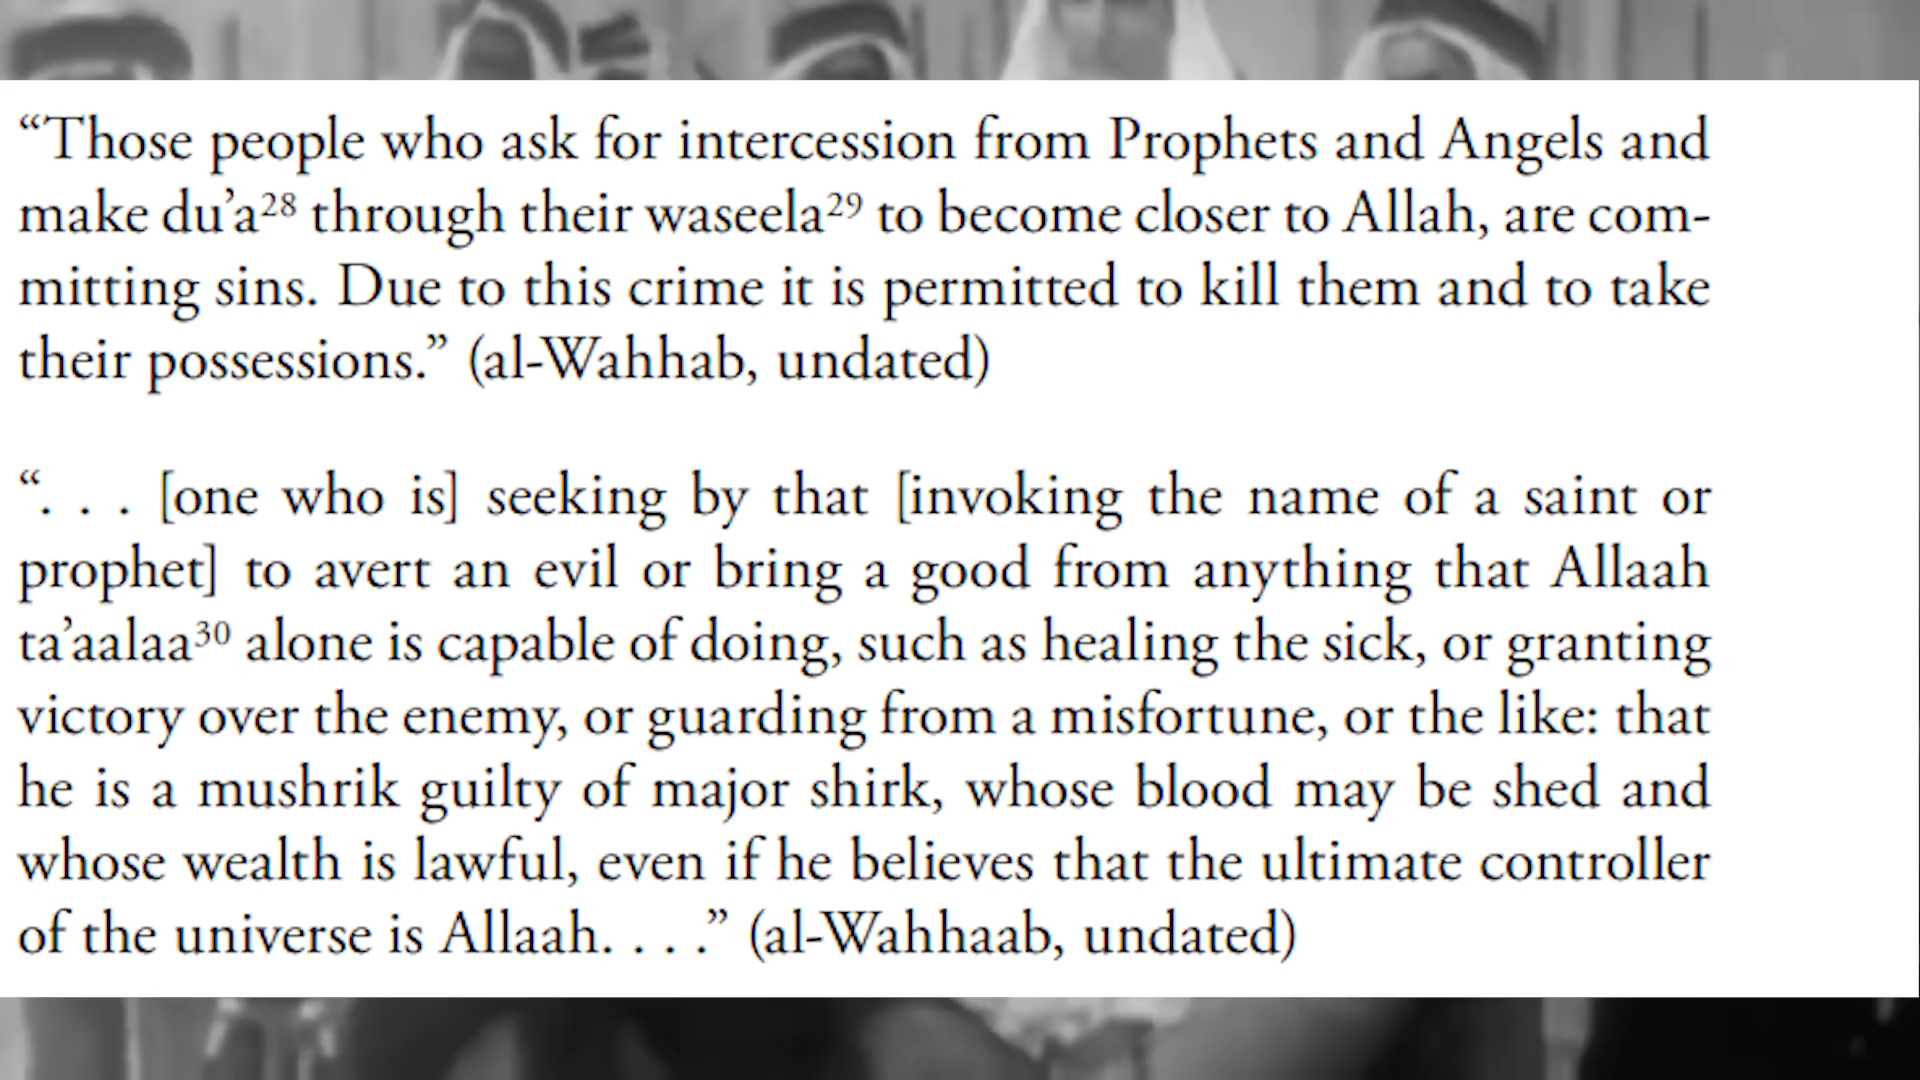 “Those people who ask for intercession from Prophets and Angels and
make du’a²⁸ through their waseela²⁹ to become closer to Allah, are com-
mitting sins. Due to this crime it is permitted to kill them and to take
their possessions.” (al-Wahhab, undated)
“. . . [one who is] seeking by that [invoking the name of a saint or
prophet] to avert an evil or bring a good from anything that Allaah
ta’aalaa³⁰ alone is capable of doing, such as healing the sick, or granting
victory over the enemy, or guarding from a misfortune, or the like: that
he is a mushrik guilty of major shirk, whose blood may be shed and
whose wealth is lawful, even if he believes that the ultimate controller
of the universe is Allaah. . . .” (al-Wahhaab, undated)